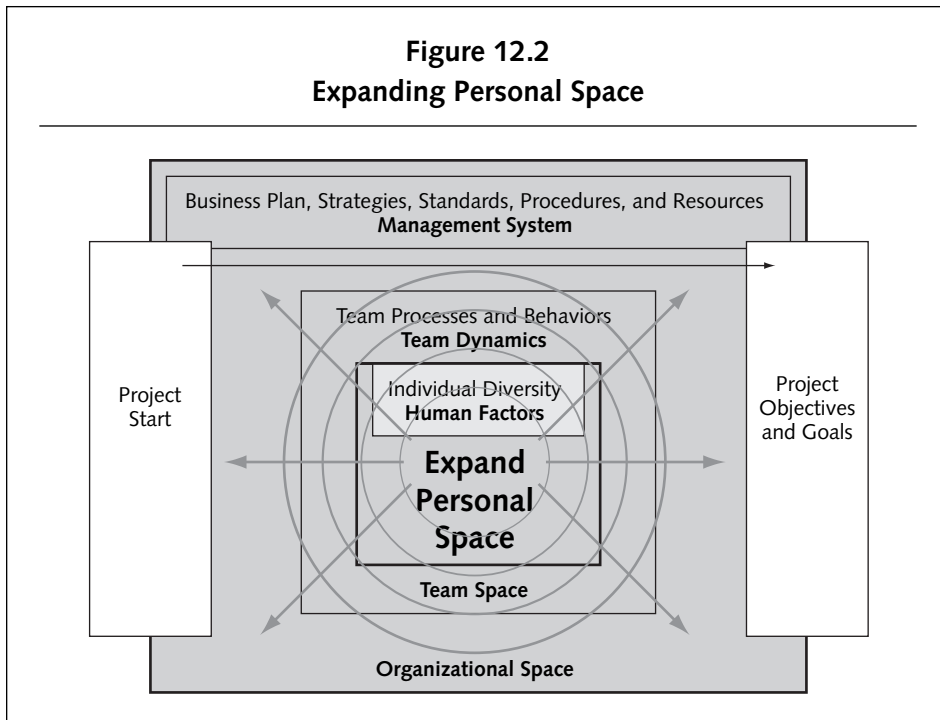 Figure 12.2
Expanding Personal Space
Business Plan, Strategies, Standards, Procedures, and Resources
Management System
Team Processes and Behaviors
Team Dynamics
Individual Diversity
Human Factors
Project
Start
Project
Objectives
and Goals
Expand
Personal
Space
Team Space
Organizational Space